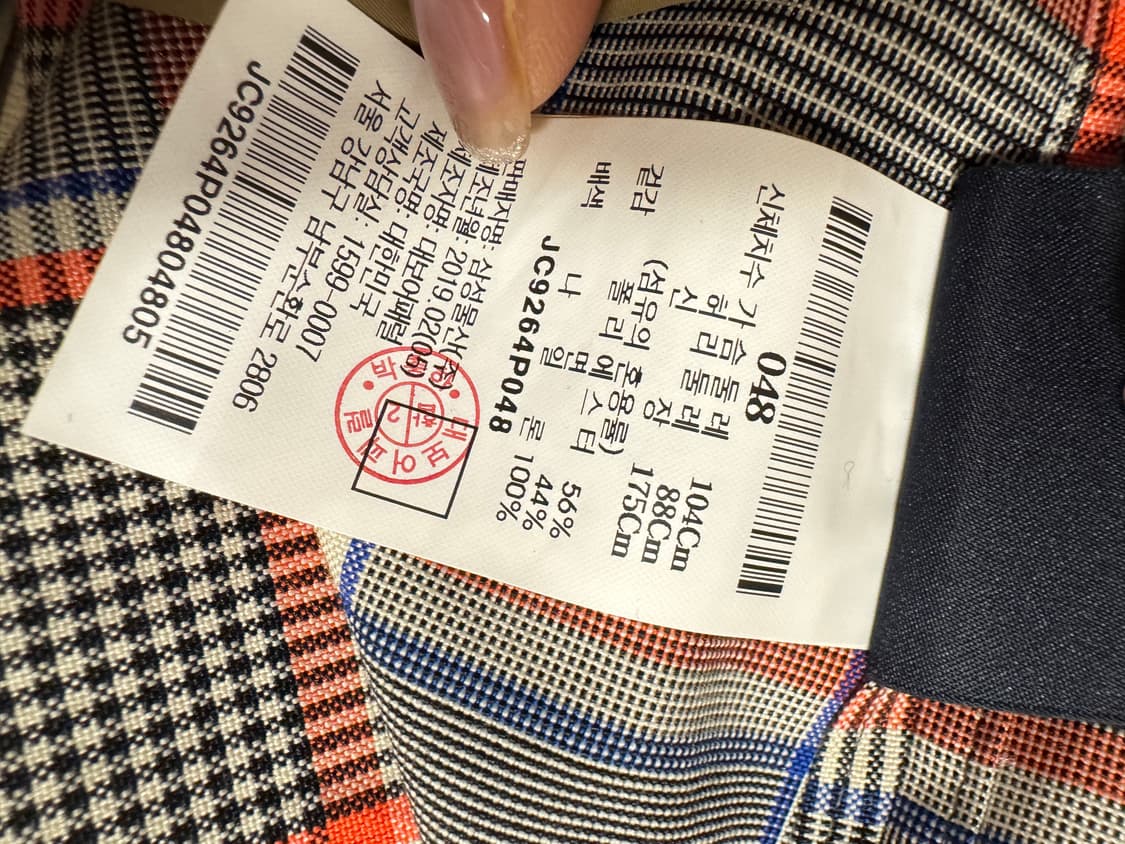 048
신체치수 가슴둘레 104Cm
허리둘레 88Cm
신장 175Cm
(섬유의 혼용률)
겉감 폴리에스터 56%
면 44%
배색 나일론 100%
JC9264P048
판매자명: 삼성물산(주)
제조년월: 2019.02(05)
제조자명: 대보어패럴
제조국명: 대한민국
고객상담실: 1599-0007
서울 강남구 남부순환로 2806
JC9264P04804805